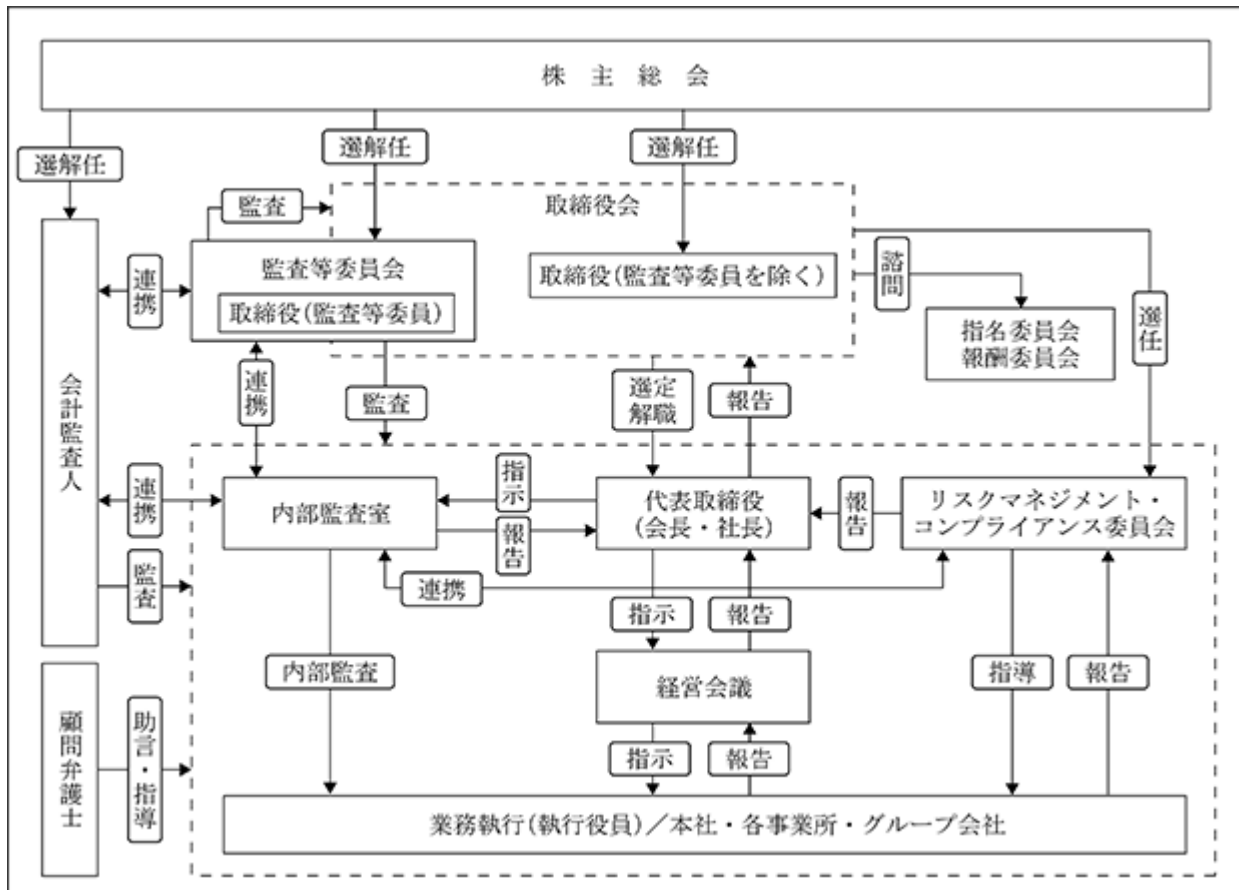 株主総会
選解任
選解任
選解任
監査
取締役会
監査等委員会
取締役(監査等委員)
取締役(監査等委員を除く)
連携
諮問
選任
指名委員会
報酬委員会
会計監査人
連携
監査
選定
解職
報告
連携
内部監査室
指示
報告
代表取締役
(会長・社長)
報告
リスクマネジメント・
コンプライアンス委員会
監査
連携
指示
報告
内部監査
経営会議
指導
報告
顧問弁護士
助言・指導
指示
報告
業務執行(執行役員)／本社・各事業所・グループ会社